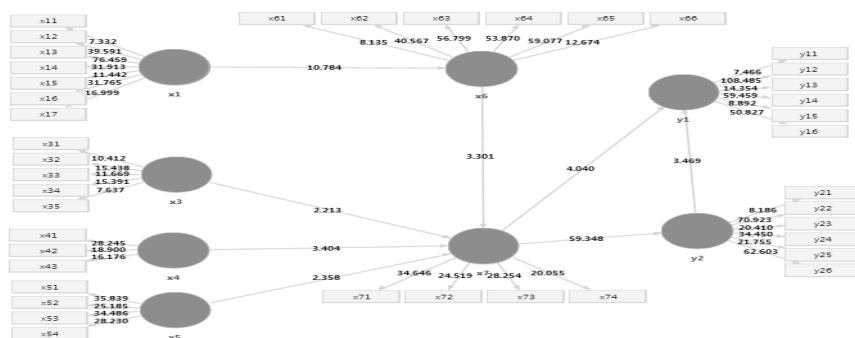 x61 x62 x63 x64 x65 x66
8.135 40.567 56.799 53.870 59.077 12.674
x11
x12
x13
x14
x15
x16
x17
7.332
39.591
76.459
31.913
11.442
31.765
16.999
x1
10.784
x6
y11
y12
y13
y14
y15
y16
7.466
108.485
14.354
59.459
8.892
50.827
y1
x31
x32
x33
x34
x35
10.412
15.438
11.669
15.391
7.637
x3
3.301
4.040
3.469
2.213
x41
x42
x43
28.245
18.900
16.176
x4
3.404
59.348
y21
y22
y23
y24
y25
y26
8.186
70.923
20.410
34.450
21.755
62.603
y2
x51
x52
x53
x54
35.839
25.185
34.486
28.230
x5
2.358
x7
34.646 24.519 28.254 20.055
x71 x72 x73 x74